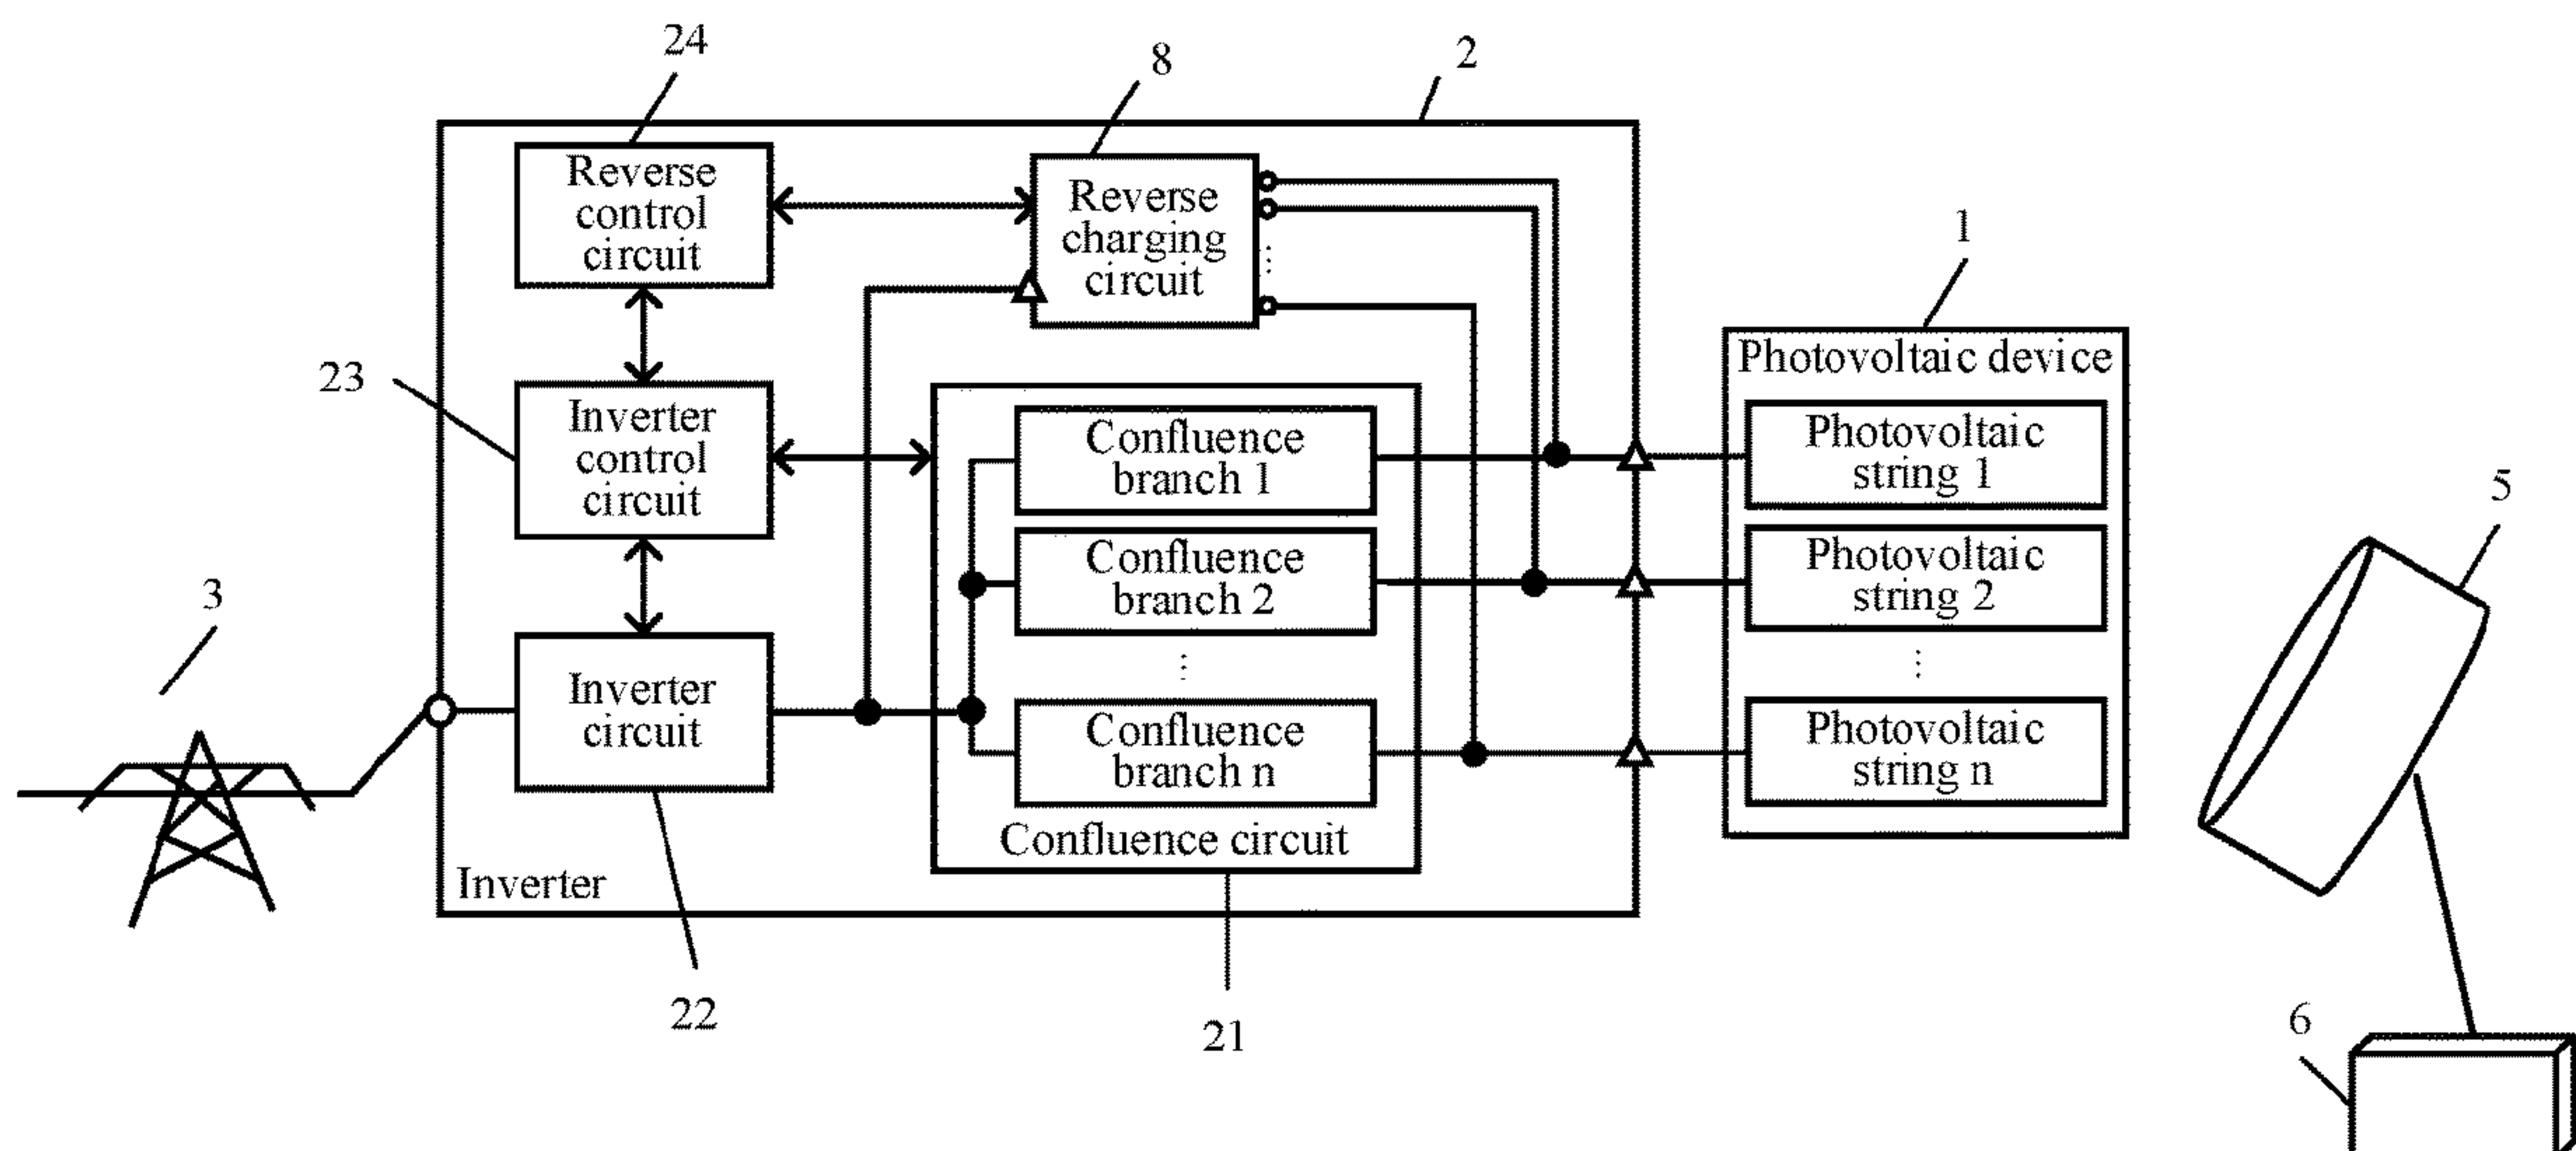 24
8
2
Reverse
control
circuit
Reverse
charging
circuit
1
Photovoltaic device
23
Inverter
control
circuit
Confluence
branch 1
Photovoltaic
string 1
5
Confluence
branch 2
Photovoltaic
string 2
3
⋮
⋮
⋮
Inverter
circuit
Confluence
branch n
Photovoltaic
string n
Confluence circuit
Inverter
22
21
6